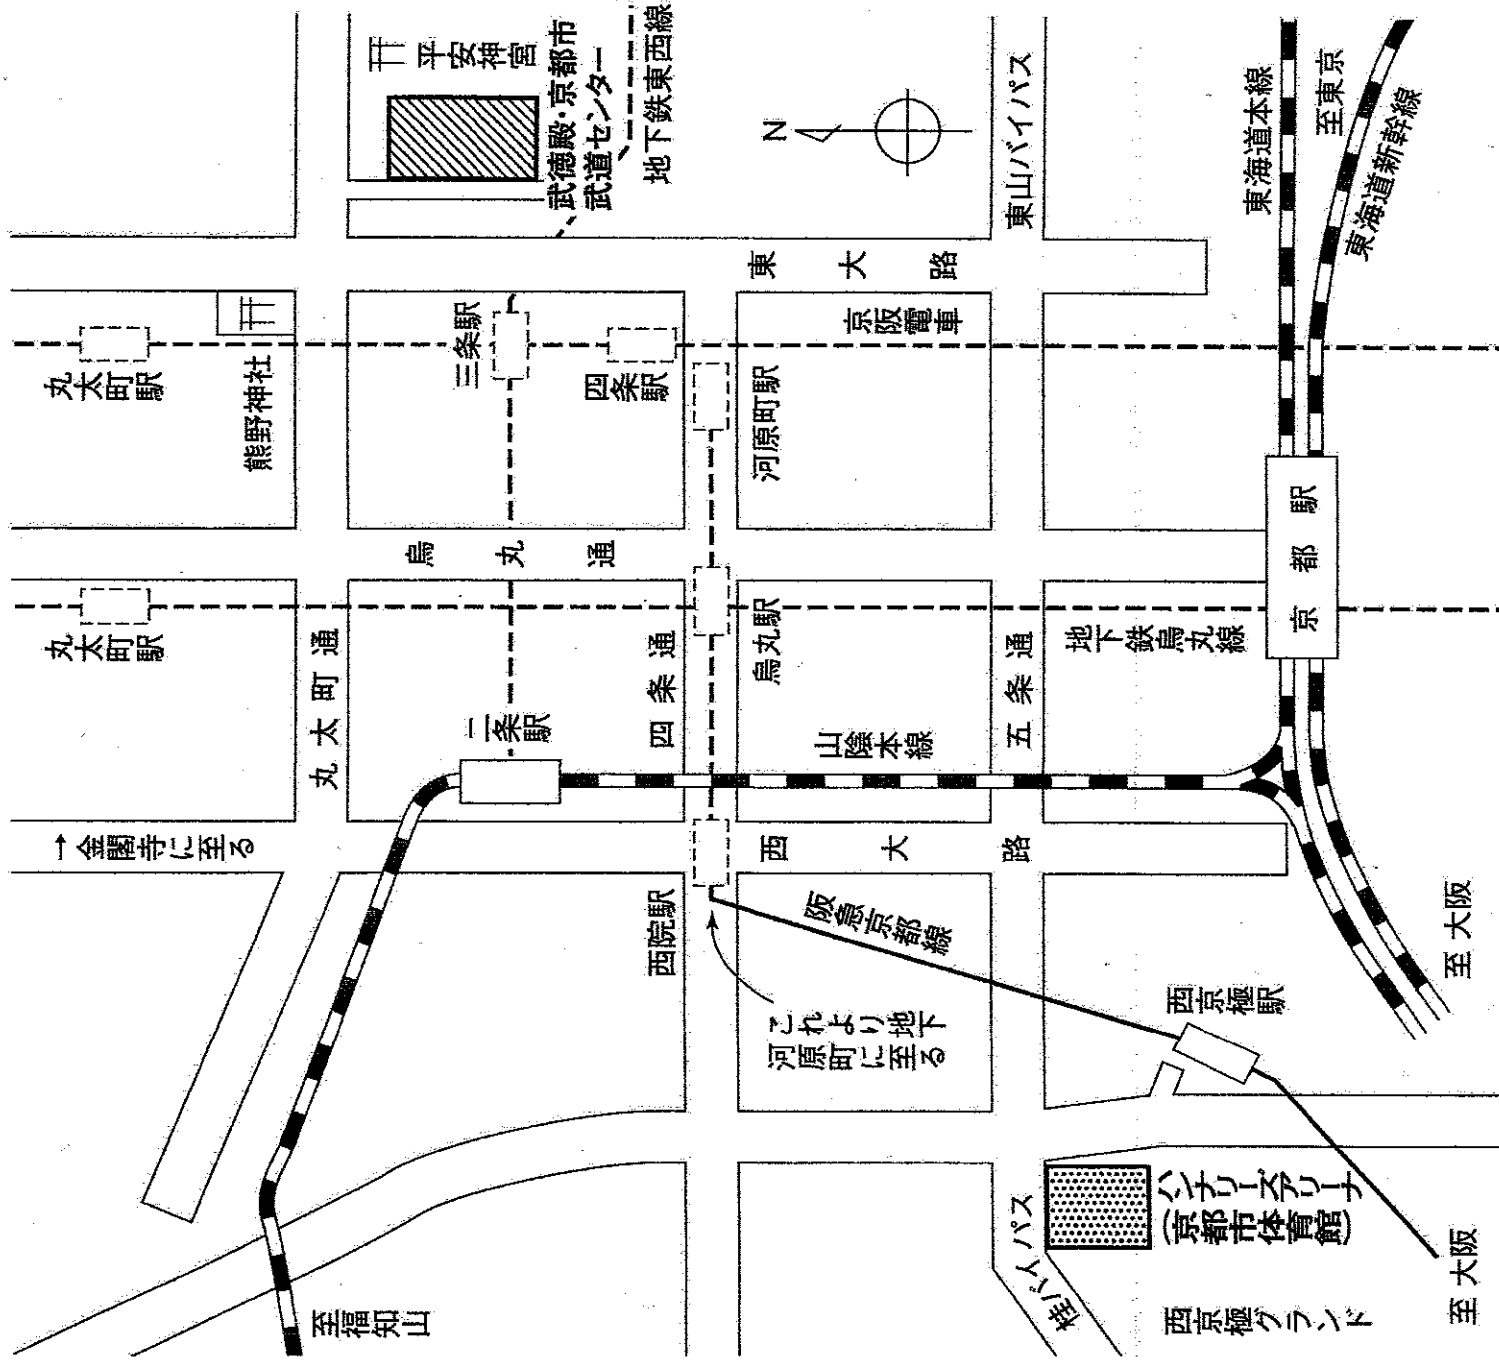 平安神宮
武徳殿・京都市
武道センター
地下鉄東西線
N
東山バイパス
東海道本線
至東京
東海道新幹線
東大路
京阪電車
丸太町駅
熊野神社
三条駅
四条駅
河原町駅
烏丸通
京都駅
丸太町駅
丸太町通
四条通
烏丸駅
五条通
地下鉄烏丸線
二条駅
山陰本線
→金閣寺に至る
西大路
西院駅
阪急京都線
これより地下
河原町に至る
西京極駅
至大阪
至福知山
桂バイパス
ハンナリーズアリーナ
(京都市体育館)
西京極グランド
至大阪